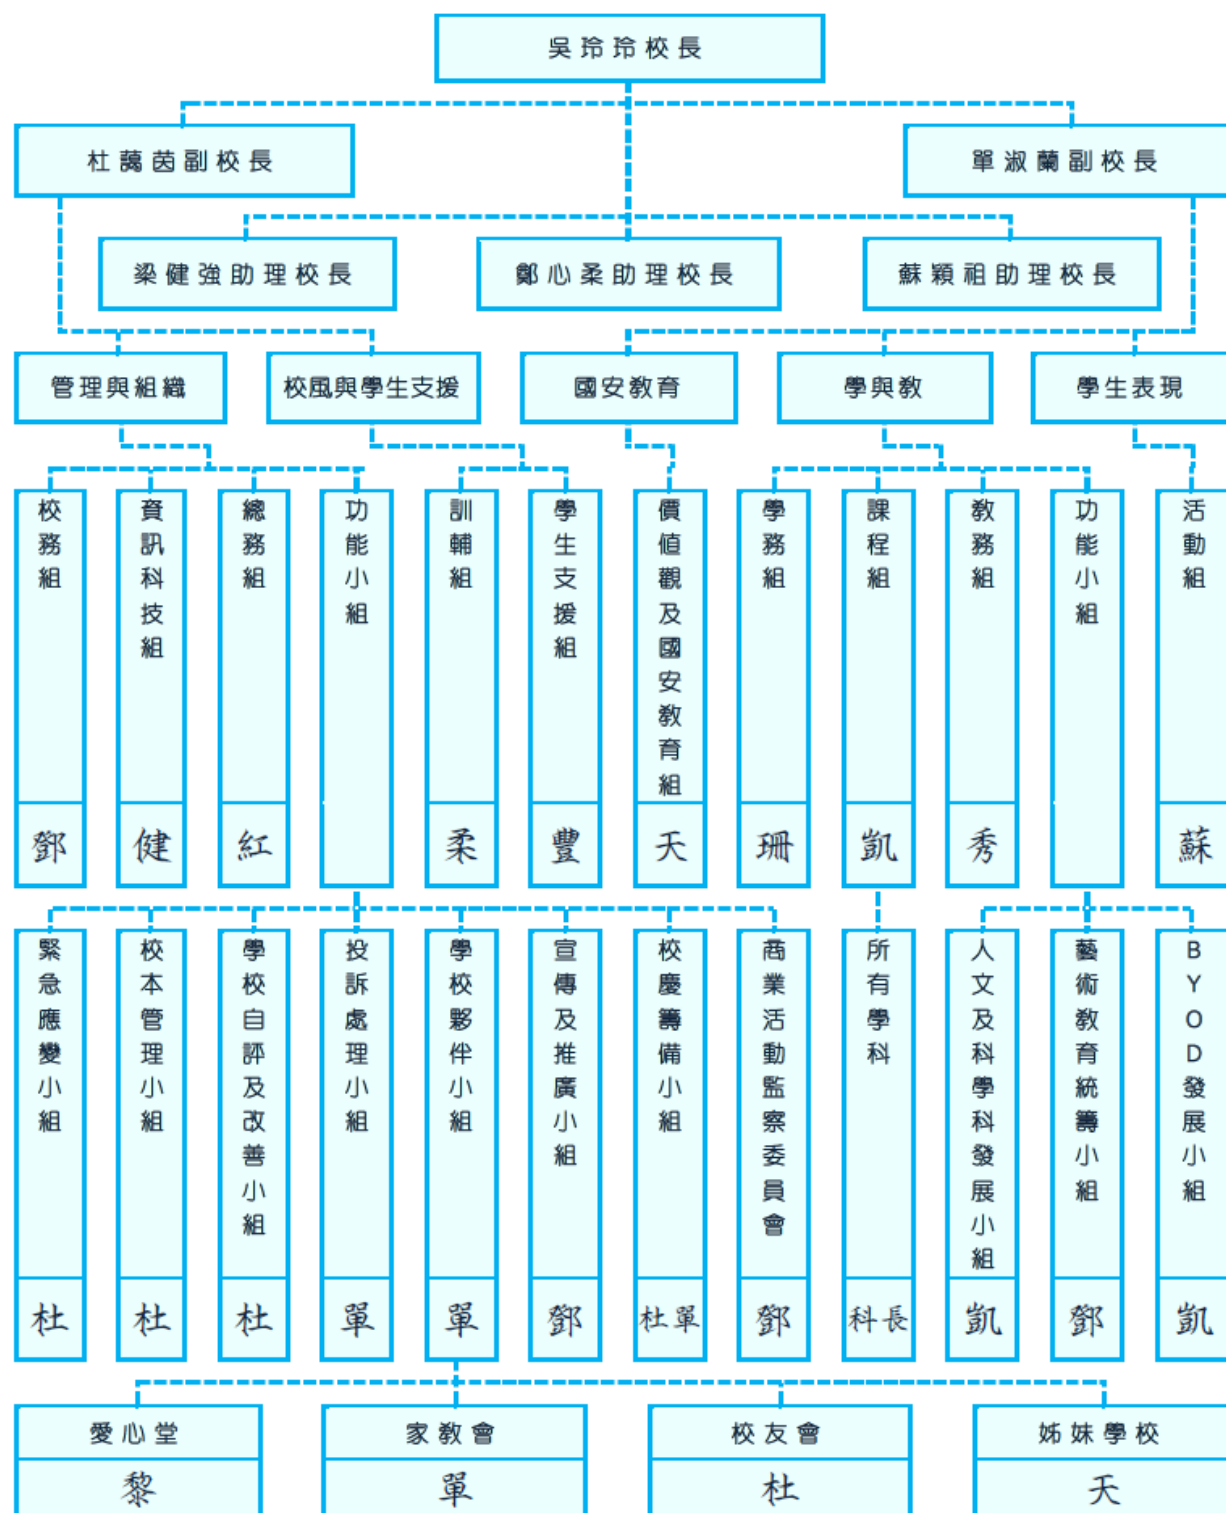 吳玲玲校長
杜藹茵副校長
單淑蘭副校長
梁健強助理校長
鄭心柔助理校長
蘇穎祖助理校長
管理與組織
校風與學生支援
國安教育
學與教
學生表現
校務組
資訊科技組
總務組
功能小組
訓輔組
學生支援組
價值觀及國安教育組
學務組
課程組
教務組
功能小組
活動組
鄧
健
紅
柔
豐
天
珊
凱
秀
蘇
緊急應變小組
校本管理小組
學校自評及改善小組
投訴處理小組
學校夥伴小組
宣傳及推廣小組
校慶籌備小組
商業活動監察委員會
所有學科
人文及科學科發展小組
藝術教育統籌小組
BYOD發展小組
杜
杜
杜
單
單
鄧
杜單
鄧
科長
凱
鄧
凱
愛心堂
家教會
校友會
姊妹學校
黎
單
杜
天